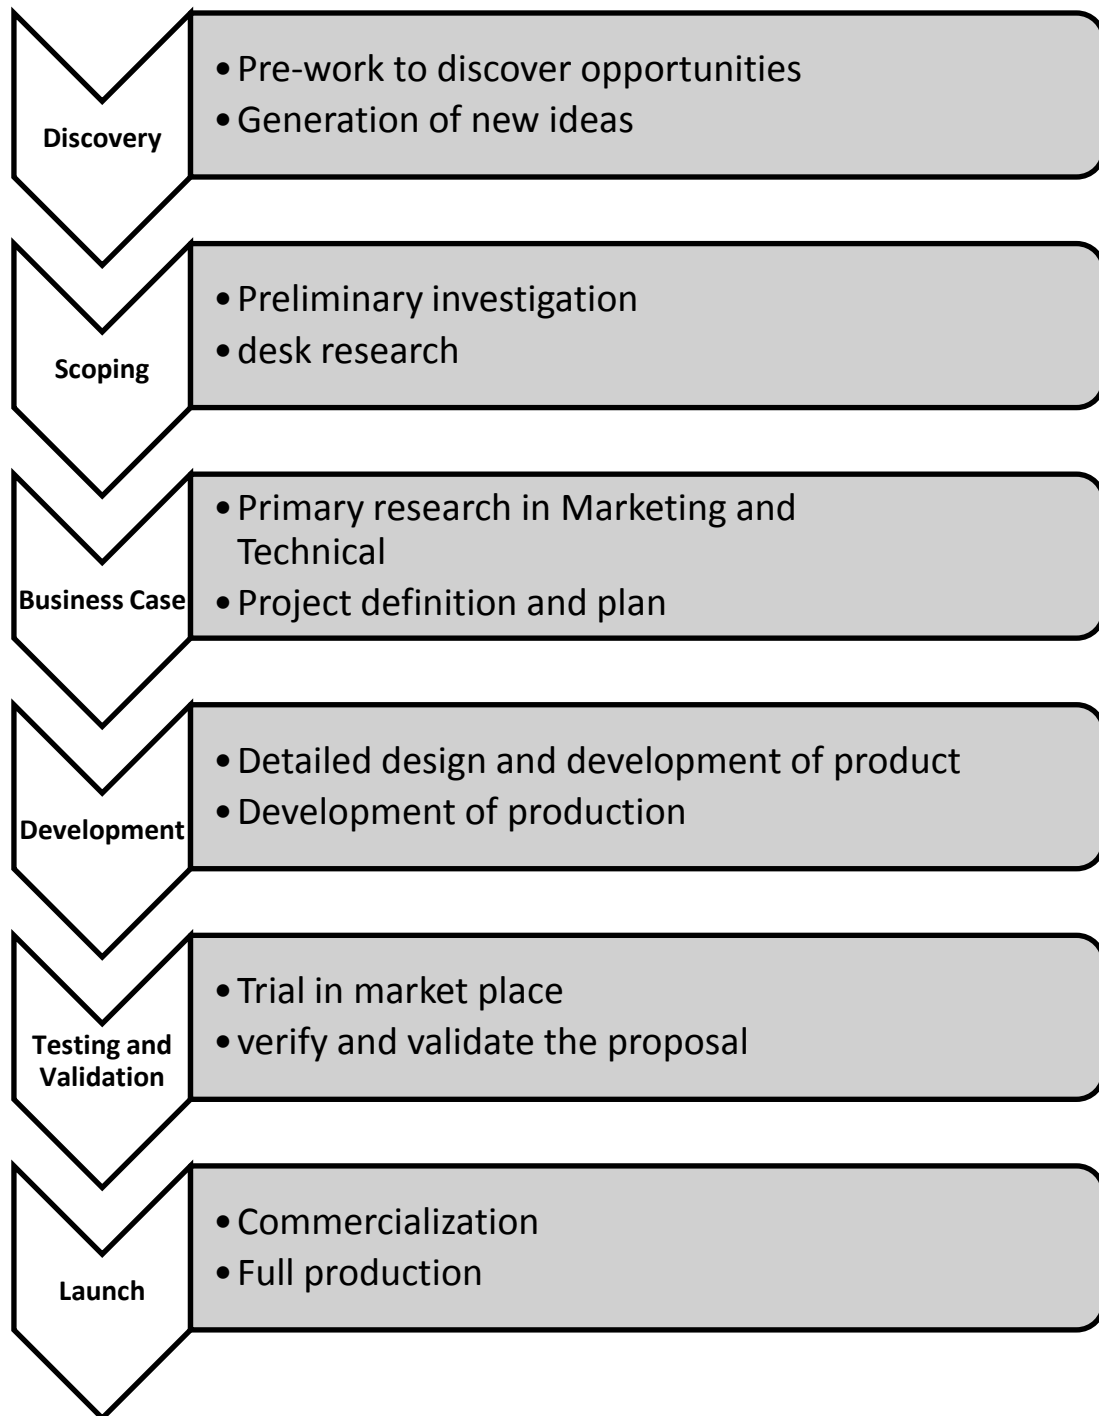 Discovery
• Pre-work to discover opportunities
• Generation of new ideas
Scoping
• Preliminary investigation
• desk research
Business Case
• Primary research in Marketing and
Technical
• Project definition and plan
Development
• Detailed design and development of product
• Development of production
Testing and
Validation
• Trial in market place
• verify and validate the proposal
Launch
• Commercialization
• Full production